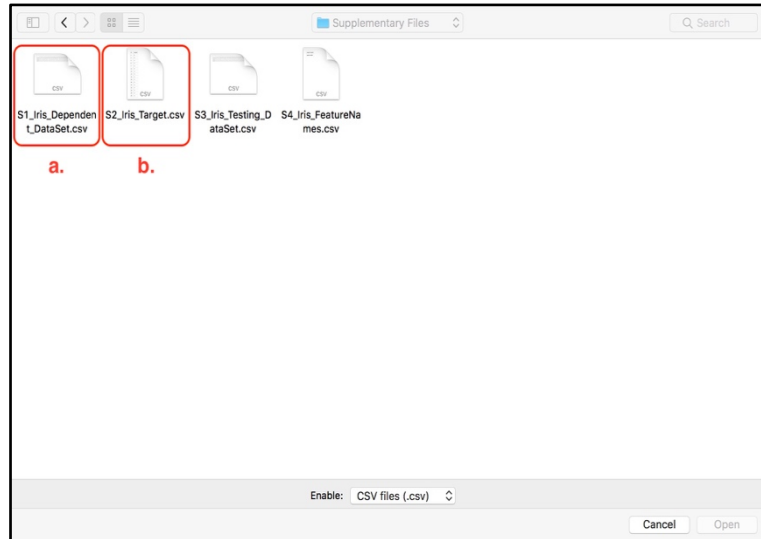 Supplementary Files
Search
CSV
CSV
CSV
CSV
S1_Iris_Dependen
t_DataSet.csv
S2_Iris_Target.csv
S3_Iris_Testing_D
ataSet.csv
S4_Iris_FeatureNa
mes.csv
a.
b.
Enable: CSV files (.csv)
Cancel
Open